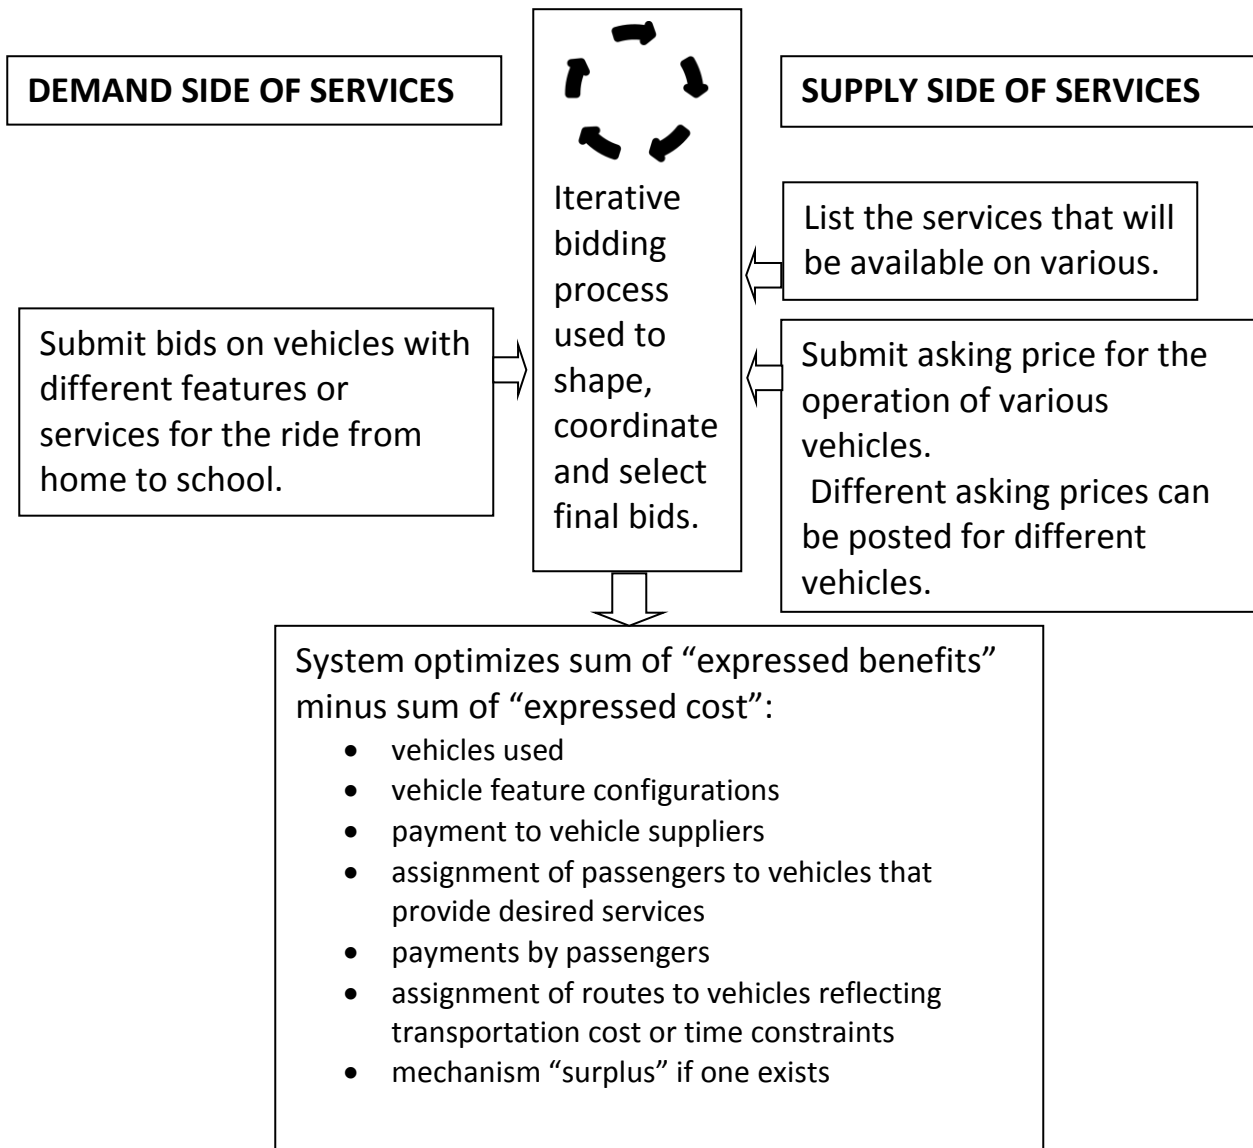 DEMAND SIDE OF SERVICES
SUPPLY SIDE OF SERVICES
Iterative
bidding
process
used to
shape,
coordinate
and select
final bids.
List the services that will
be available on various.
Submit bids on vehicles with
different features or
services for the ride from
home to school.
Submit asking price for the
operation of various
vehicles.
Different asking prices can
be posted for different
vehicles.
System optimizes sum of “expressed benefits”
minus sum of “expressed cost”:
• vehicles used
• vehicle feature configurations
• payment to vehicle suppliers
• assignment of passengers to vehicles that
provide desired services
• payments by passengers
• assignment of routes to vehicles reflecting
transportation cost or time constraints
• mechanism “surplus” if one exists